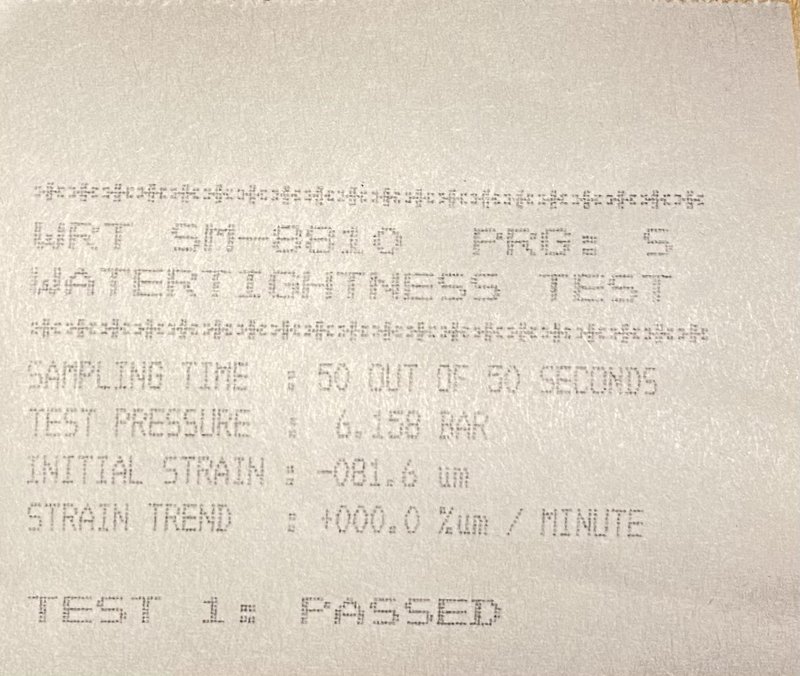 ********************
WRT SM-8810 PRG: S
WATERTIGHTNESS TEST
********************
SAMPLING TIME : 50 OUT OF 50 SECONDS
TEST PRESSURE : 6.158 BAR
INITIAL STRAIN : -081.6 um
STRAIN TREND : +000.0 %um / MINUTE
TEST 1: PASSED